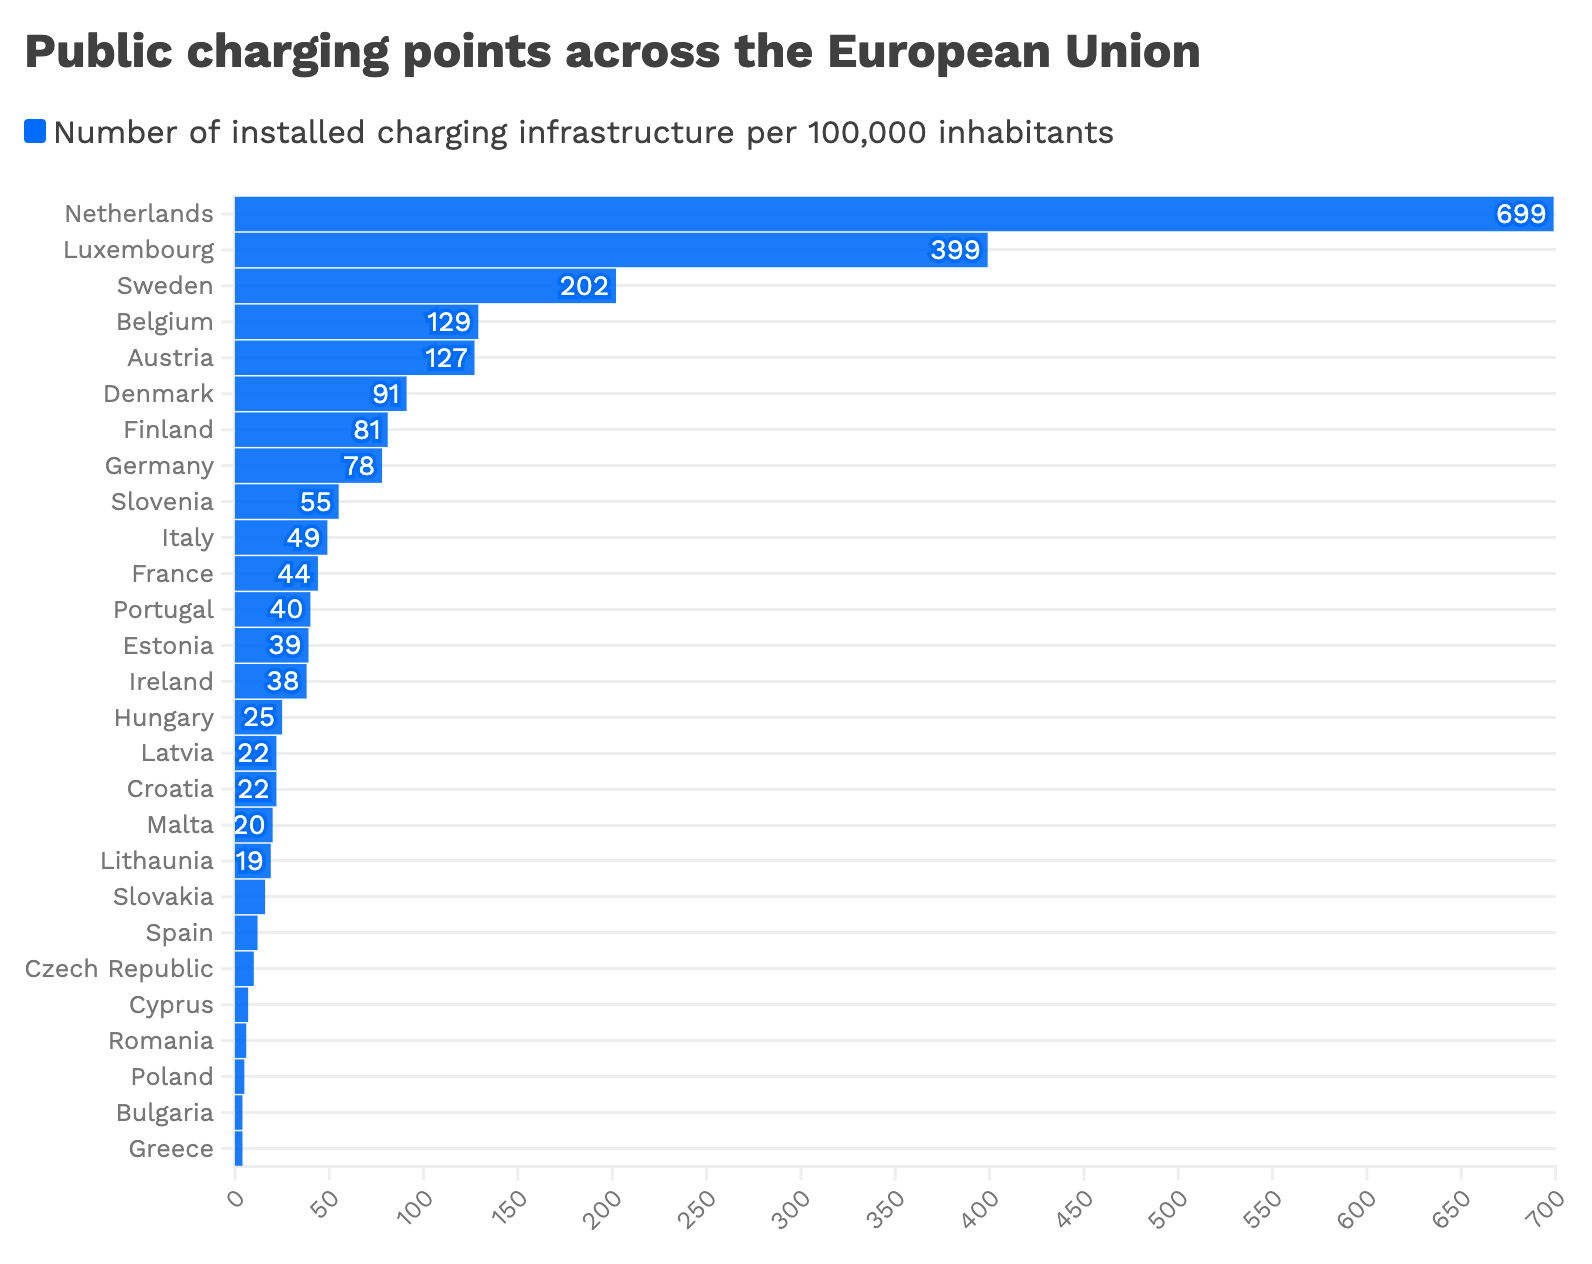 Public charging points across the European Union
Number of installed charging infrastructure per 100,000 inhabitants
Netherlands 699
Luxembourg 399
Sweden 202
Belgium 129
Austria 127
Denmark 91
Finland 81
Germany 78
Slovenia 55
Italy 49
France 44
Portugal 40
Estonia 39
Ireland 38
Hungary 25
Latvia 22
Croatia 22
Malta 20
Lithaunia 19
Slovakia
Spain
Czech Republic
Cyprus
Romania
Poland
Bulgaria
Greece
0 50 100 150 200 250 300 350 400 450 500 550 600 650 700